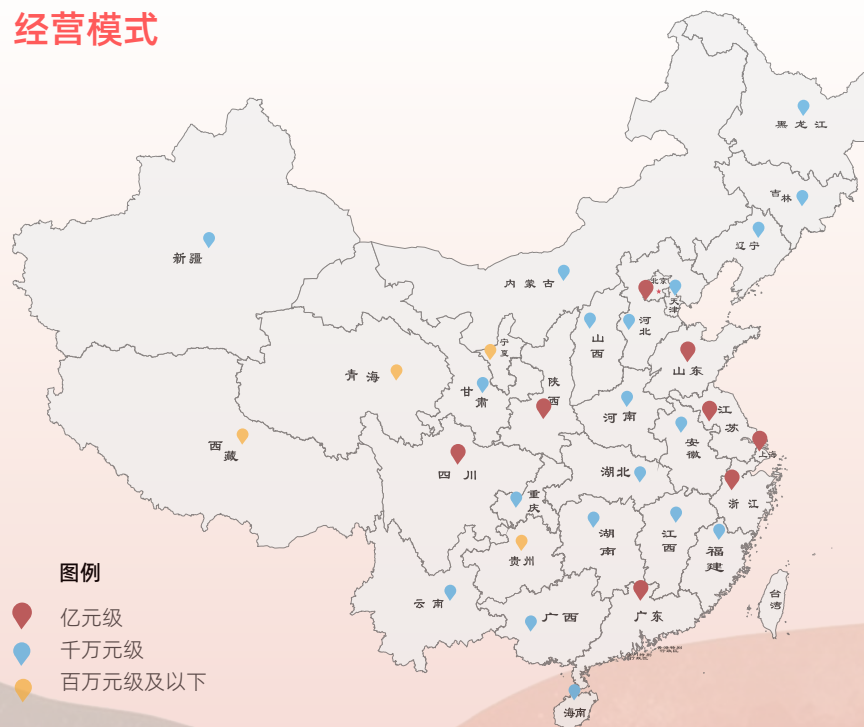 经营模式
黑龙江
吉林
辽宁
新疆
内蒙古
北京
天
津
河
北
山
西
宁
夏
山东
青海
甘
肃
陕
西
河南
江
苏
安
徽
上海
西
藏
四川
湖北
重
庆
浙江
湖
南
江
西
福
建
贵州
云南
广西
广东
台
湾
海南
图例
亿元级
千万元级
百万元级及以下